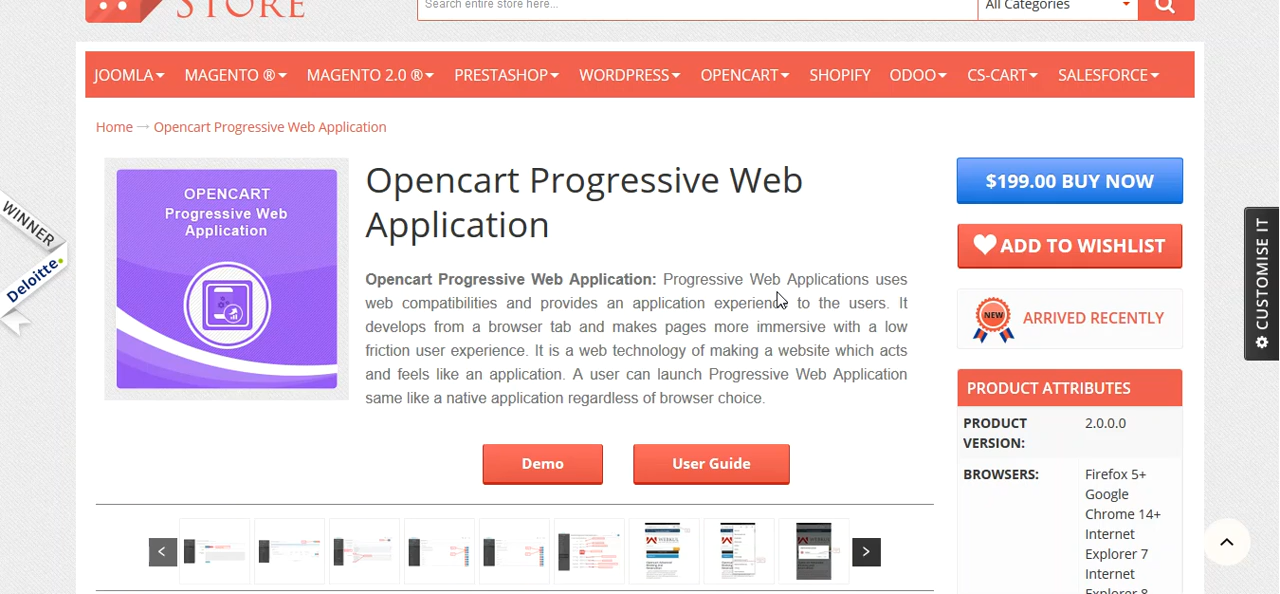 STORE
Search entire store here...
All Categories
JOOMLA MAGENTO ® MAGENTO 2.0 ® PRESTASHOP WORDPRESS OPENCART SHOPIFY ODOO CS-CART SALESFORCE
Home → Opencart Progressive Web Application
OPENCART
Progressive Web
Application
Opencart Progressive Web
Application
Opencart Progressive Web Application: Progressive Web Applications uses
web compatibilities and provides an application experience to the users. It
develops from a browser tab and makes pages more immersive with a low
friction user experience. It is a web technology of making a website which acts
and feels like an application. A user can launch Progressive Web Application
same like a native application regardless of browser choice.
Demo
User Guide
$199.00 BUY NOW
ADD TO WISHLIST
NEW
ARRIVED RECENTLY
PRODUCT ATTRIBUTES
PRODUCT
VERSION:
2.0.0.0
BROWSERS:
Firefox 5+
Google
Chrome 14+
Internet
Explorer 7
Internet
Explorer 8
WINNER
Deloitte.
CUSTOMISE IT